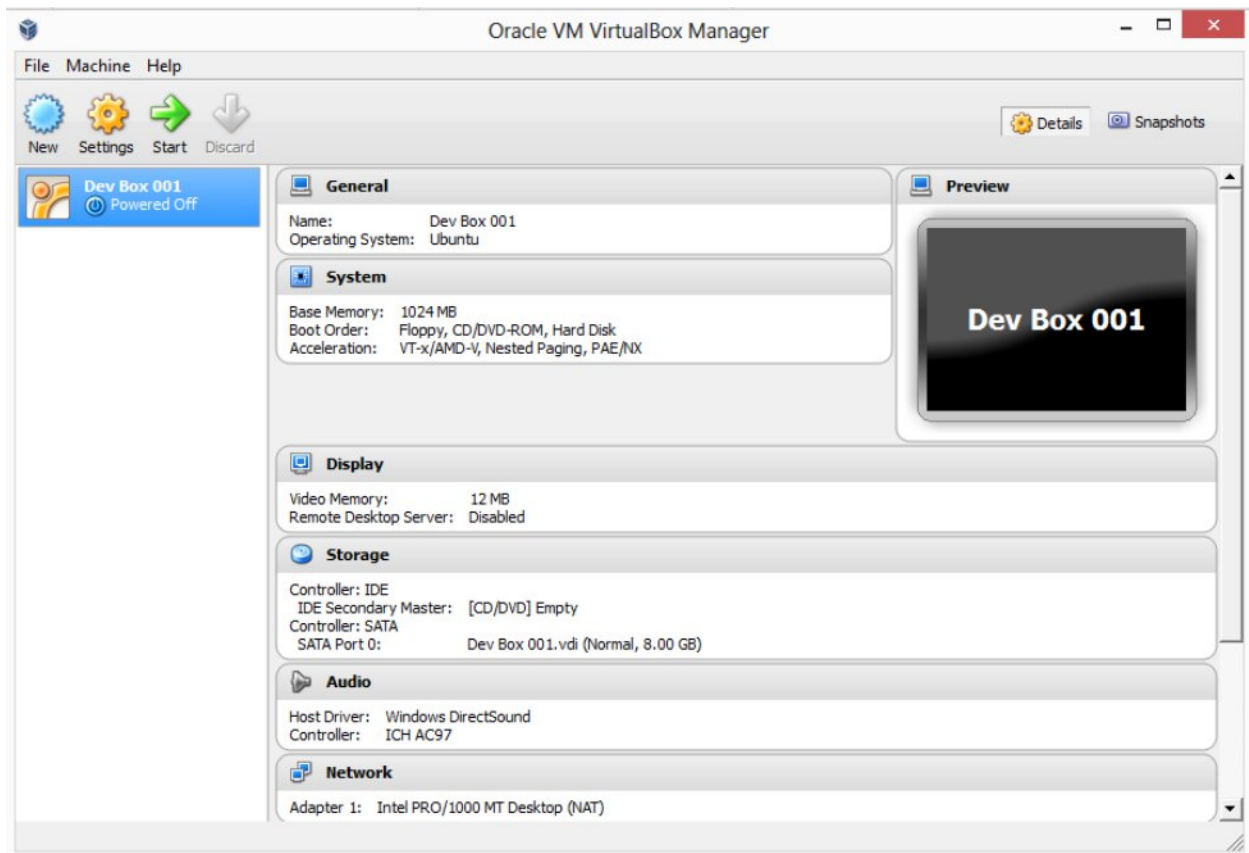 Oracle VM VirtualBox Manager
File Machine Help
New Settings Start Discard
Details Snapshots
Dev Box 001
Powered Off
General
Name: Dev Box 001
Operating System: Ubuntu
System
Base Memory: 1024 MB
Boot Order: Floppy, CD/DVD-ROM, Hard Disk
Acceleration: VT-x/AMD-V, Nested Paging, PAE/NX
Preview
Dev Box 001
Display
Video Memory: 12 MB
Remote Desktop Server: Disabled
Storage
Controller: IDE
IDE Secondary Master: [CD/DVD] Empty
Controller: SATA
SATA Port 0: Dev Box 001.vdi (Normal, 8.00 GB)
Audio
Host Driver: Windows DirectSound
Controller: ICH AC97
Network
Adapter 1: Intel PRO/1000 MT Desktop (NAT)